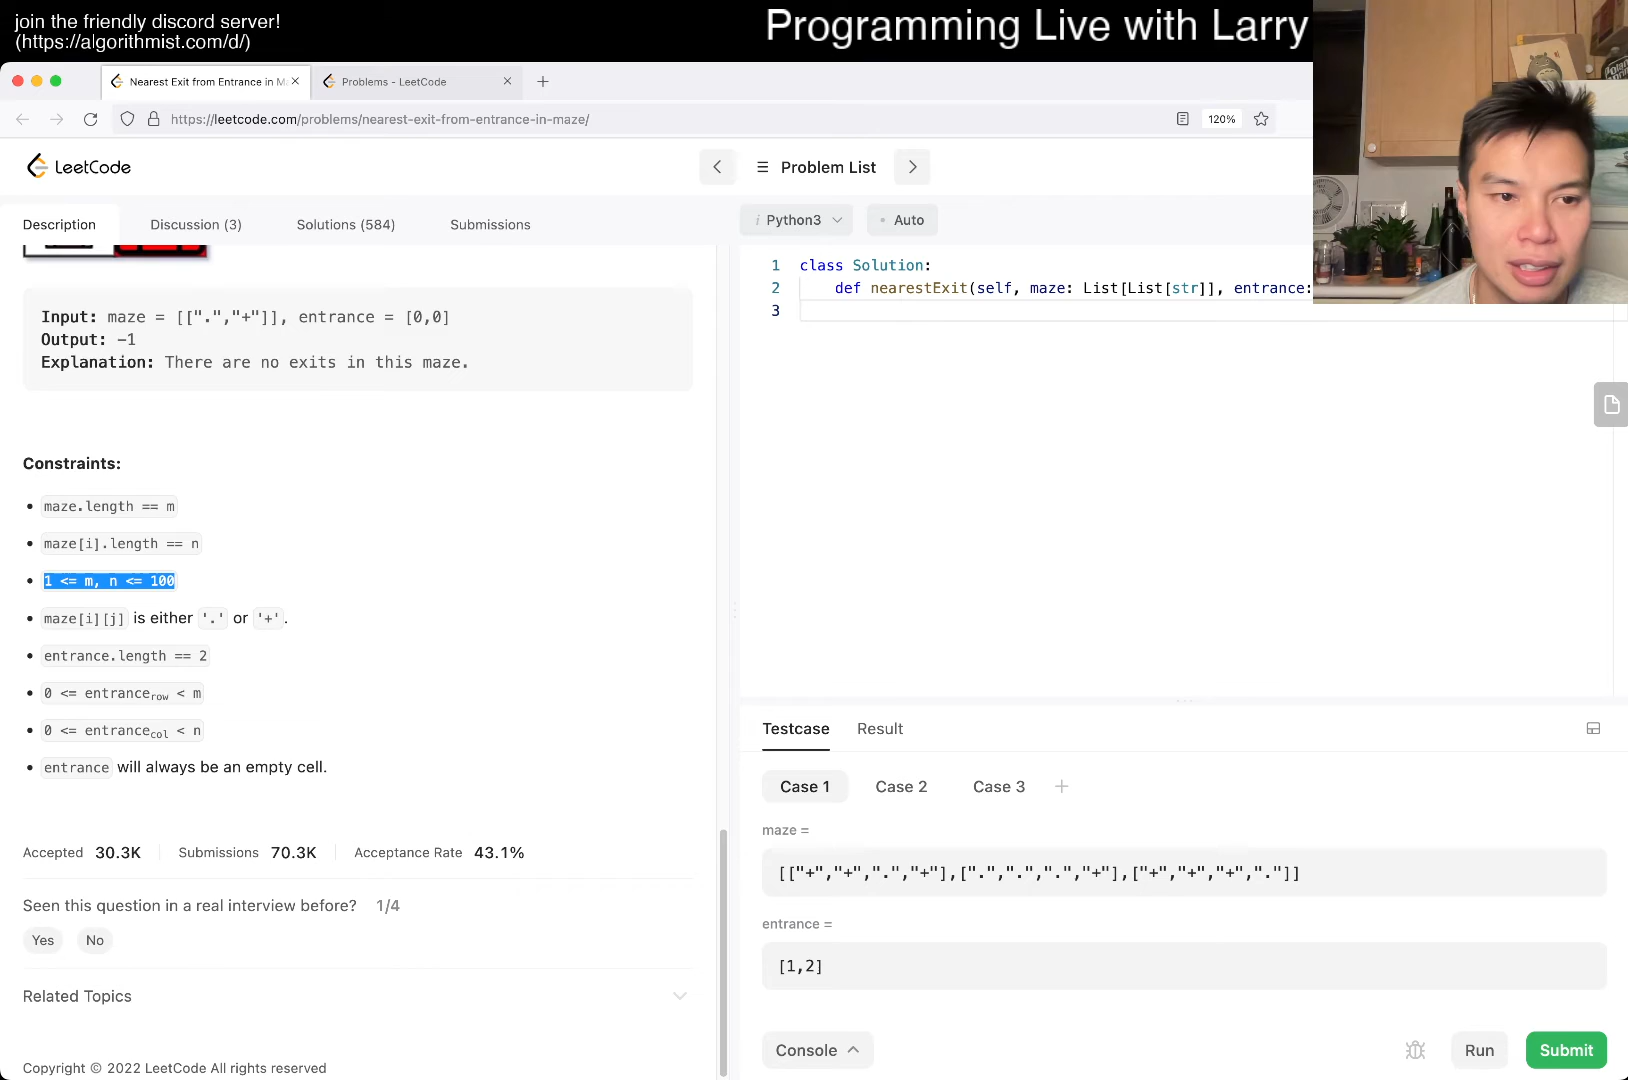 join the friendly discord server!
(https://algorithmist.com/d/)
Programming Live with Larry
Nearest Exit from Entrance in M
Problems - LeetCode
https://leetcode.com/problems/nearest-exit-from-entrance-in-maze/
120%
LeetCode
Problem List
Description
Discussion (3)
Solutions (584)
Submissions
i Python3
Auto
1 class Solution:
2 def nearestExit(self, maze: List[List[str]], entrance:
3
Input: maze = [[".","+"]], entrance = [0,0]
Output: -1
Explanation: There are no exits in this maze.
Constraints:
• maze.length == m
• maze[i].length == n
• 1 <= m, n <= 100
• maze[i][j] is either '.' or '+'.
• entrance.length == 2
• 0 <= entrancerow < m
• 0 <= entrancecol < n
• entrance will always be an empty cell.
Accepted 30.3K Submissions 70.3K Acceptance Rate 43.1%
Seen this question in a real interview before? 1/4
Yes No
Related Topics
Copyright © 2022 LeetCode All rights reserved
Testcase Result
Case 1 Case 2 Case 3
maze =
[["+","+",".","+"],[".",".",".","+"],["+","+","+","."]]
entrance =
[1,2]
Console
Run
Submit